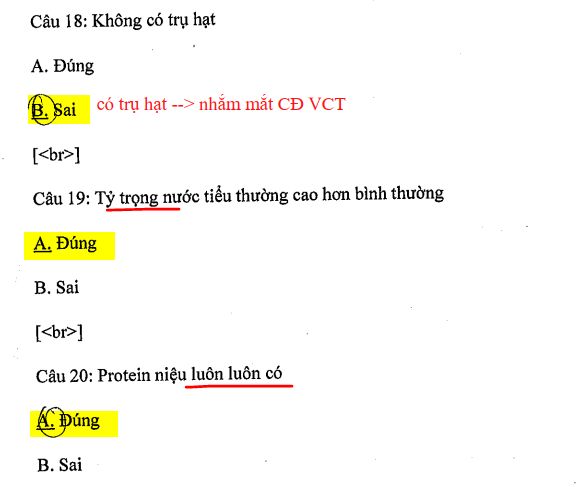 Câu 18: Không có trụ hạt
A. Đúng
B. Sai có trụ hạt --> nhắm mắt CĐ VCT
[<br>]
Câu 19: Tỷ trọng nước tiểu thường cao hơn bình thường
A. Đúng
B. Sai
[<br>]
Câu 20: Protein niệu luôn luôn có
A. Đúng
B. Sai